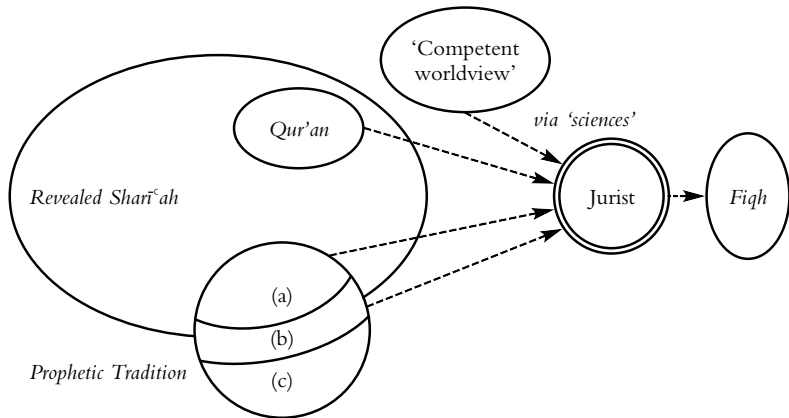 ‘Competent
worldview’
via ‘sciences’
Qur’an
Revealed Sharīʿah
Jurist
Fiqh
(a)
(b)
Prophetic Tradition
(c)